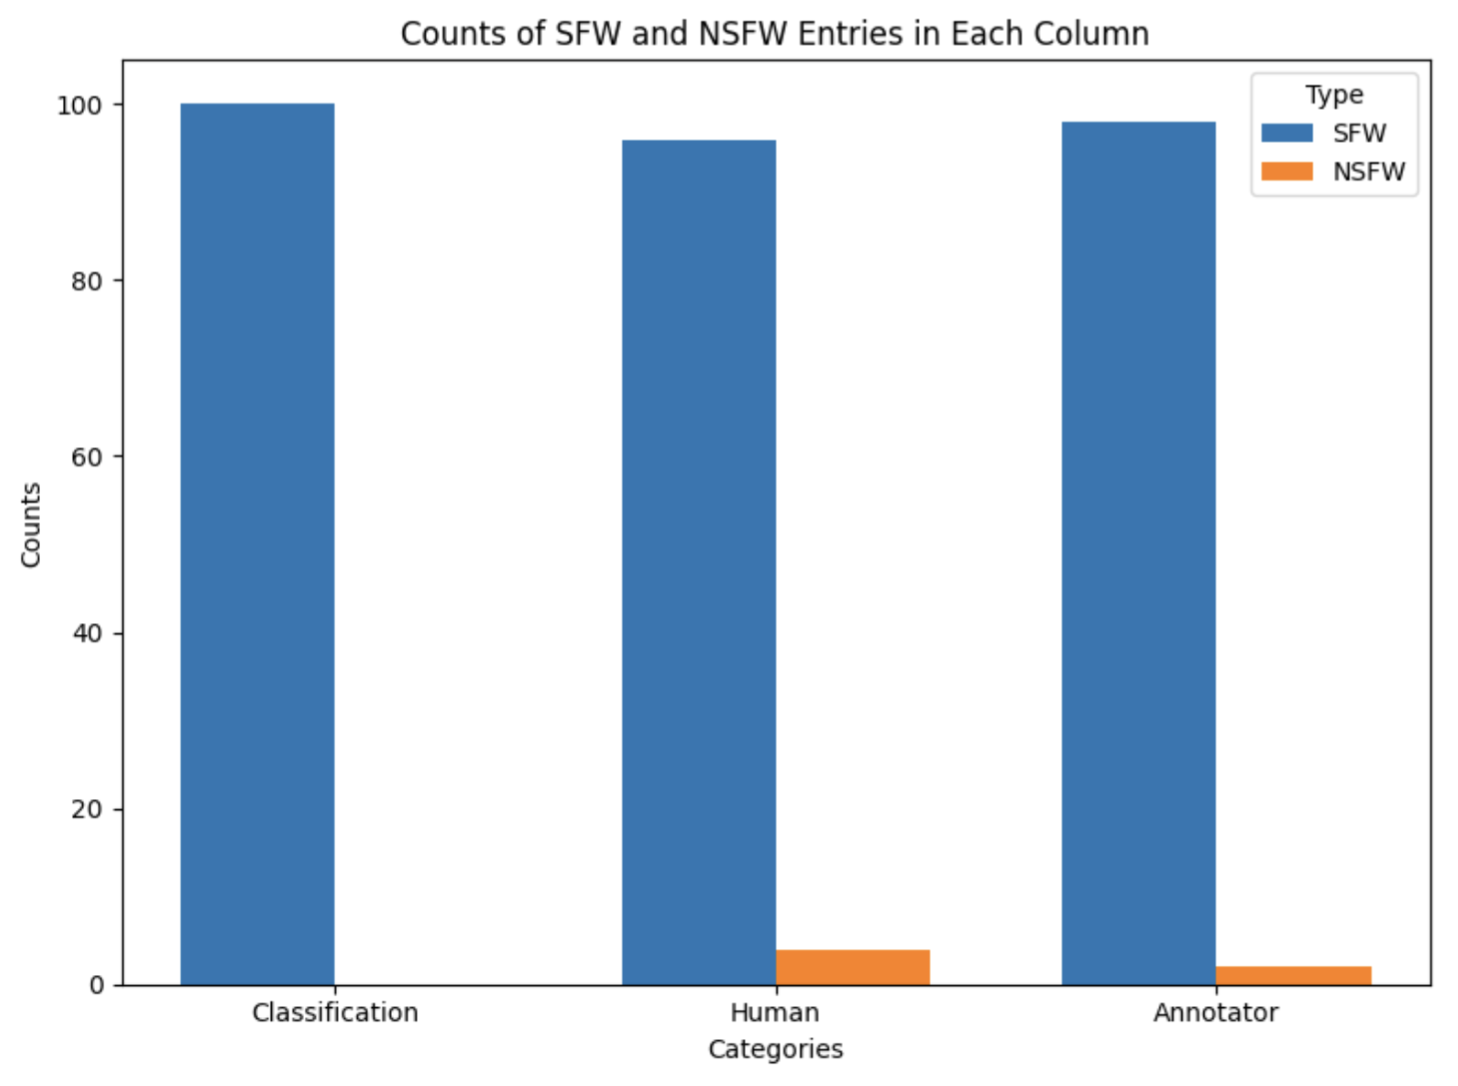 Counts of SFW and NSFW Entries in Each Column
Type
SFW
NSFW
100
80
60
40
20
0
Counts
Classification
Human
Annotator
Categories